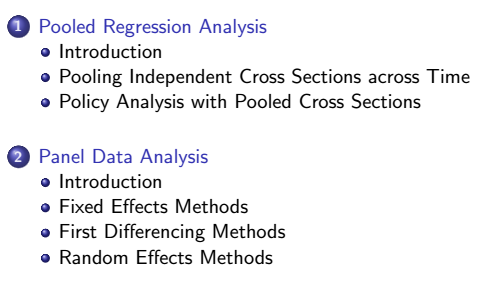 1 Pooled Regression Analysis
Introduction
Pooling Independent Cross Sections across Time
Policy Analysis with Pooled Cross Sections
2 Panel Data Analysis
Introduction
Fixed Effects Methods
First Differencing Methods
Random Effects Methods